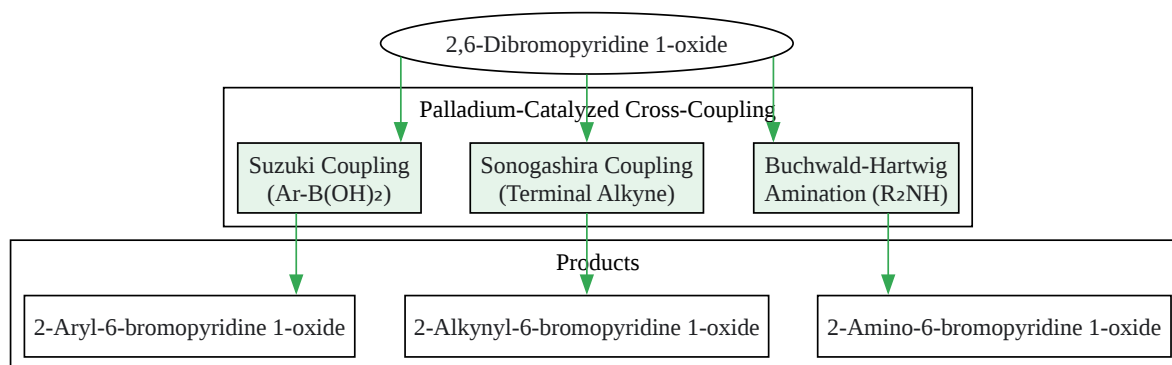 2,6-Dibromopyridine 1-oxide
Palladium-Catalyzed Cross-Coupling
Suzuki Coupling
(Ar-B(OH)₂)
Sonogashira Coupling
(Terminal Alkyne)
Buchwald-Hartwig
Amination (R₂NH)
Products
2-Aryl-6-bromopyridine 1-oxide
2-Alkynyl-6-bromopyridine 1-oxide
2-Amino-6-bromopyridine 1-oxide